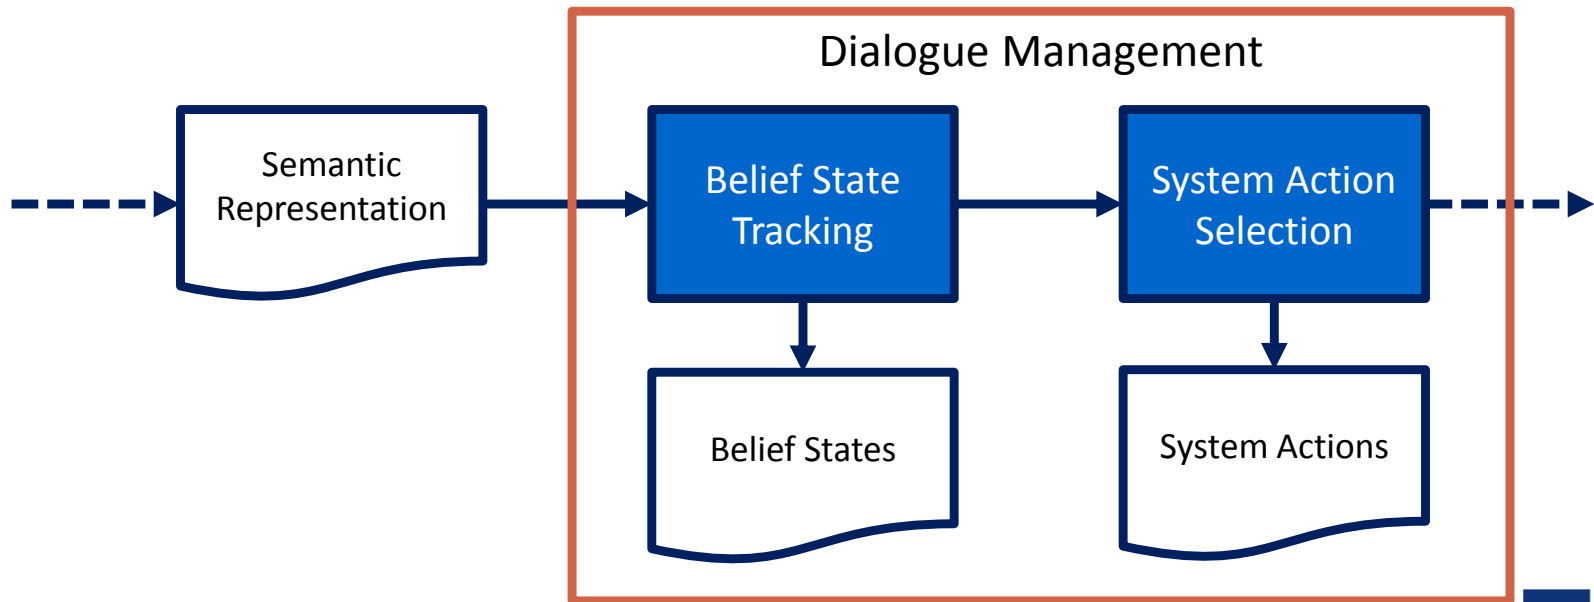 Dialogue Management
Semantic
Representation
Belief State
Tracking
System Action
Selection
Belief States
System Actions